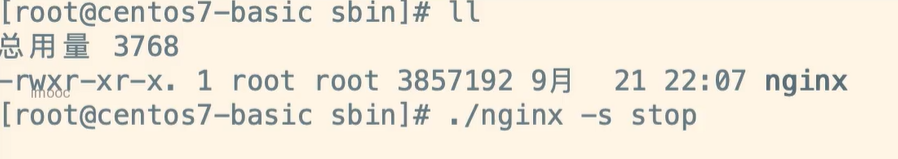 [root@centos7-basic sbin]# ll
总用量 3768
-rwxr-xr-x. 1 root root 3857192 9月  21 22:07 nginx
imooc
[root@centos7-basic sbin]# ./nginx -s stop